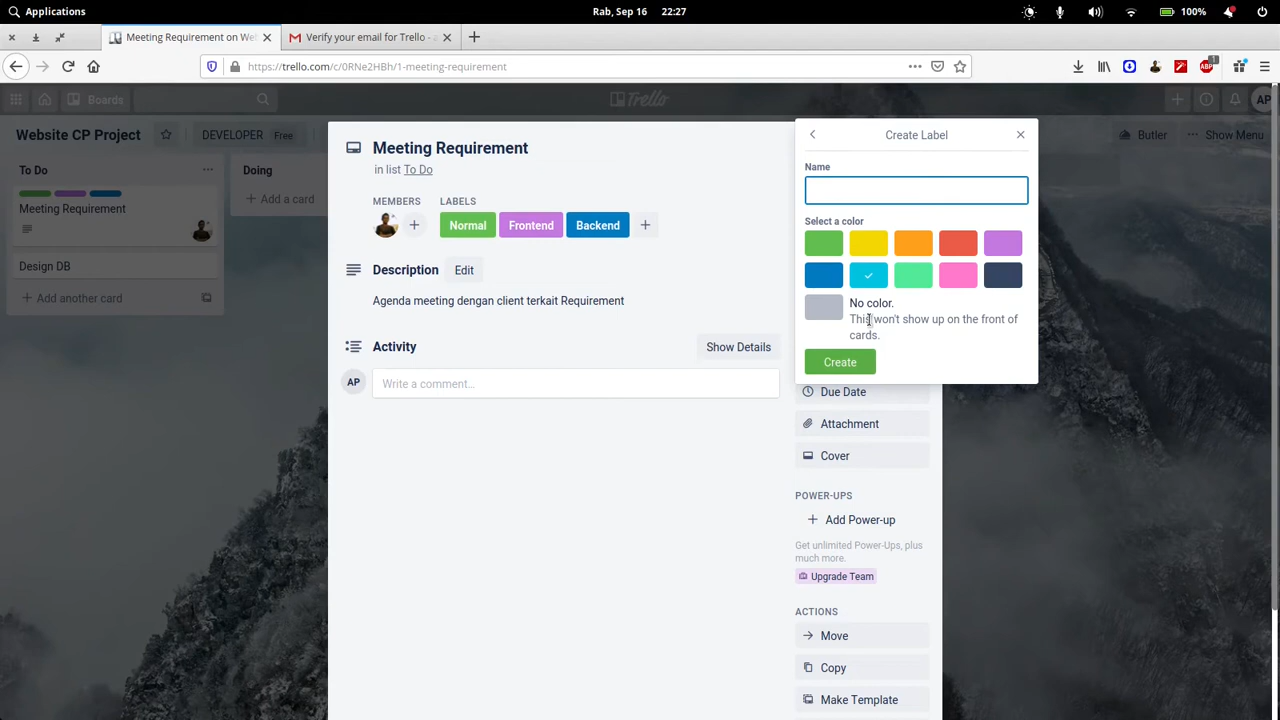 Applications
Rab, Sep 16 22:27
100%
Meeting Requirement on Wel
Verify your email for Trello - a
https://trello.com/c/0RNe2HBh/1-meeting-requirement
ABP
1
Boards
Trello
AP
Website CP Project
DEVELOPER
Free
Butler
Show Menu
To Do
Meeting Requirement
Design DB
Add another card
Doing
Add a card
Meeting Requirement
in list To Do
MEMBERS
LABELS
Normal
Frontend
Backend
Description
Edit
Agenda meeting dengan client terkait Requirement
Activity
Show Details
AP
Write a comment…
Create Label
Name
Select a color
No color.
This won't show up on the front of
cards.
Create
Due Date
Attachment
Cover
POWER-UPS
Add Power-up
Get unlimited Power-Ups, plus
much more.
Upgrade Team
ACTIONS
Move
Copy
Make Template